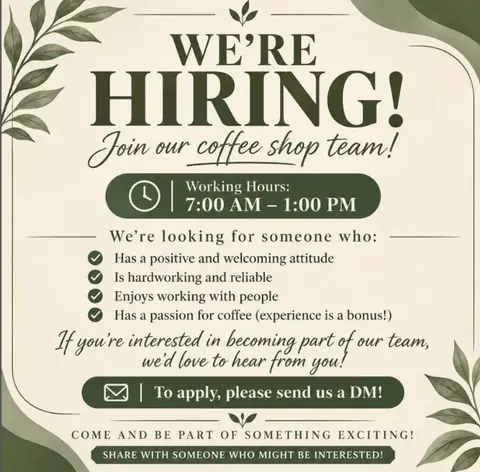 WE'RE
HIRING!
Join our coffee shop team!
Working Hours:
7:00 AM – 1:00 PM
We're looking for someone who:
Has a positive and welcoming attitude
Is hardworking and reliable
Enjoys working with people
Has a passion for coffee (experience is a bonus!)
If you're interested in becoming part of our team,
we'd love to hear from you!
To apply, please send us a DM!
COME AND BE PART OF SOMETHING EXCITING!
SHARE WITH SOMEONE WHO MIGHT BE INTERESTED!